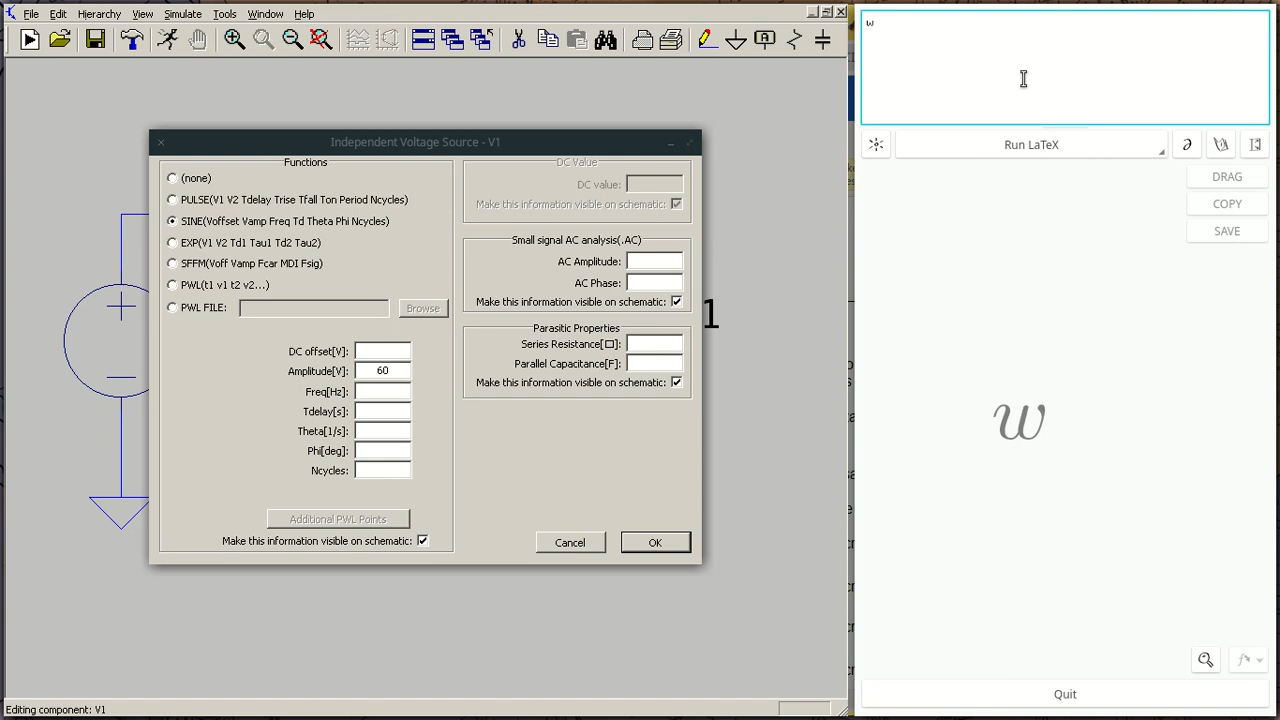 File Edit Hierarchy View Simulate Tools Window Help
Independent Voltage Source - V1
Functions
(none)
PULSE(V1 V2 Tdelay Trise Tfall Ton Period Ncycles)
SINE(Voffset Vamp Freq Td Theta Phi Ncycles)
EXP(V1 V2 Td1 Tau1 Td2 Tau2)
SFFM(Voff Vamp Fcar MDI Fsig)
PWL(t1 v1 t2 v2...)
PWL FILE:
Browse
DC offset[V]:
Amplitude[V]: 60
Freq[Hz]:
Tdelay[s]:
Theta[1/s]:
Phi[deg]:
Ncycles:
Additional PWL Points
Make this information visible on schematic:
DC Value
DC value:
Make this information visible on schematic:
Small signal AC analysis(.AC)
AC Amplitude:
AC Phase:
Make this information visible on schematic:
Parasitic Properties
Series Resistance[□]:
Parallel Capacitance[F]:
Make this information visible on schematic:
Cancel OK
1
Editing component: V1
w
Run LaTeX
DRAG
COPY
SAVE
w
Quit